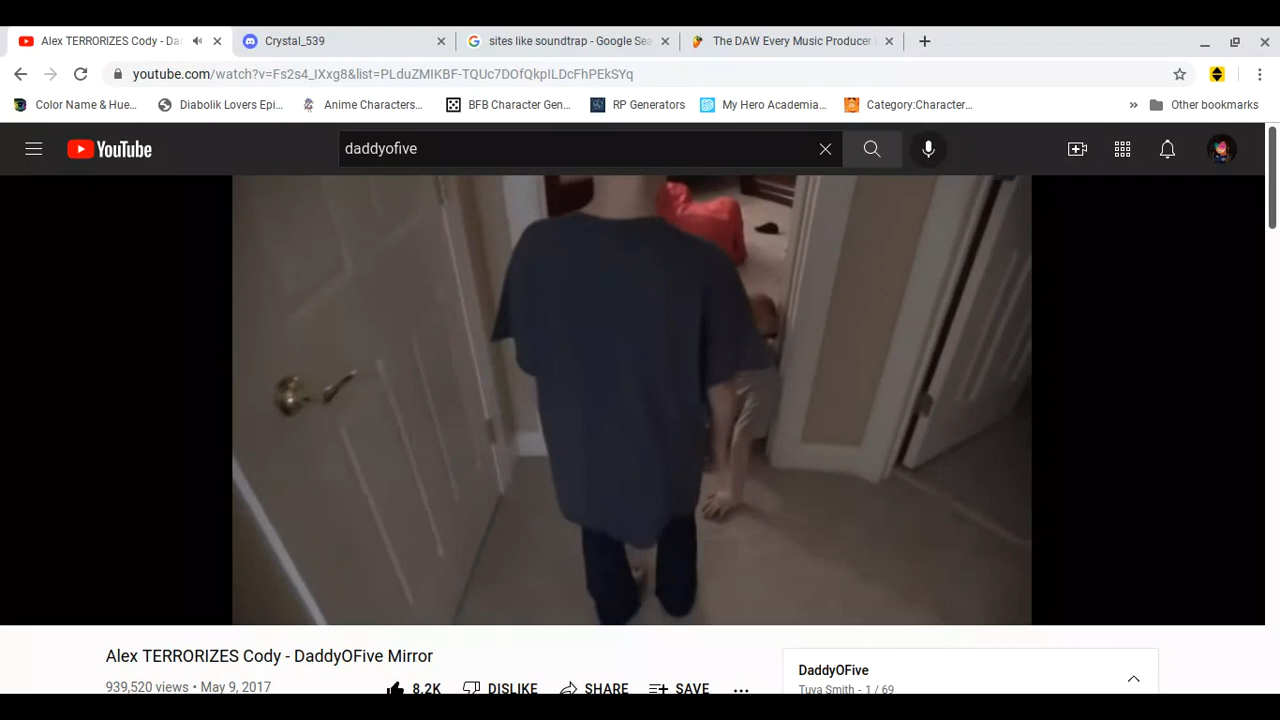 Alex TERRORIZES Cody - Da
Crystal_539
sites like soundtrap - Google Sea
The DAW Every Music Producer
youtube.com/watch?v=Fs2s4_IXxg8&list=PLduZMIKBF-TQUc7DOfQkpILDcFhPEkSYq
Color Name & Hue...
Diabolik Lovers Epi...
Anime Characters...
BFB Character Gen...
RP Generators
My Hero Academia...
Category:Character...
»
Other bookmarks
YouTube
daddyofive
Alex TERRORIZES Cody - DaddyOFive Mirror
939,520 views • May 9, 2017
8.2K
DISLIKE
SHARE
SAVE
...
DaddyOFive
Tuva Smith - 1 / 69